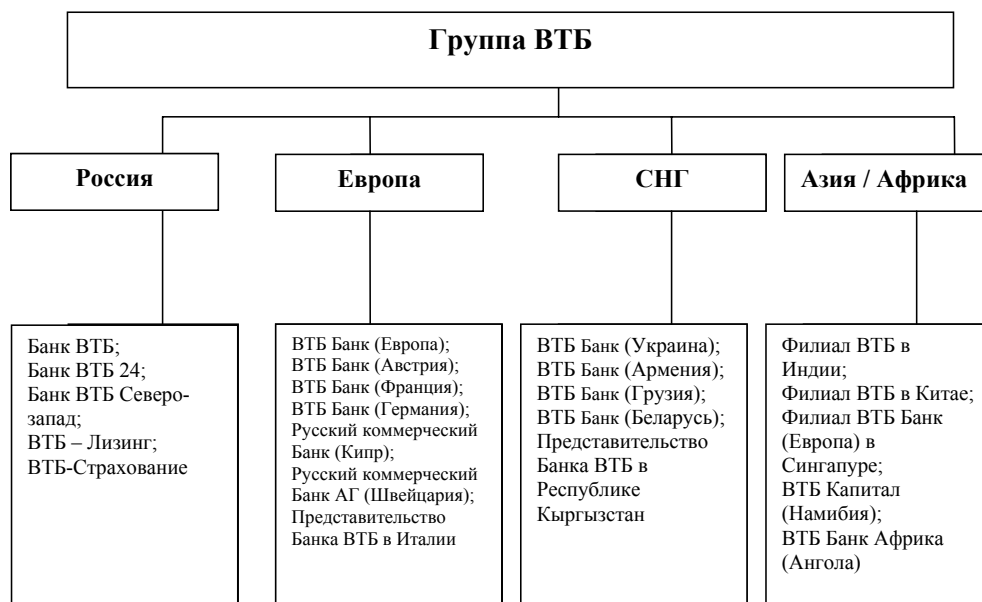 Группа ВТБ
Россия
Европа
СНГ
Азия / Африка
Банк ВТБ;
Банк ВТБ 24;
Банк ВТБ Северо-
запад;
ВТБ – Лизинг;
ВТБ-Страхование
ВТБ Банк (Европа);
ВТБ Банк (Австрия);
ВТБ Банк (Франция);
ВТБ Банк (Германия);
Русский коммерческий
Банк (Кипр);
Русский коммерческий
Банк АГ (Швейцария);
Представительство
Банка ВТБ в Италии
ВТБ Банк (Украина);
ВТБ Банк (Армения);
ВТБ Банк (Грузия);
ВТБ Банк (Беларусь);
Представительство
Банка ВТБ в
Республике
Кыргызстан
Филиал ВТБ в
Индии;
Филиал ВТБ в Китае;
Филиал ВТБ Банк
(Европа) в
Сингапуре;
ВТБ Капитал
(Намибия);
ВТБ Банк Африка
(Ангола)